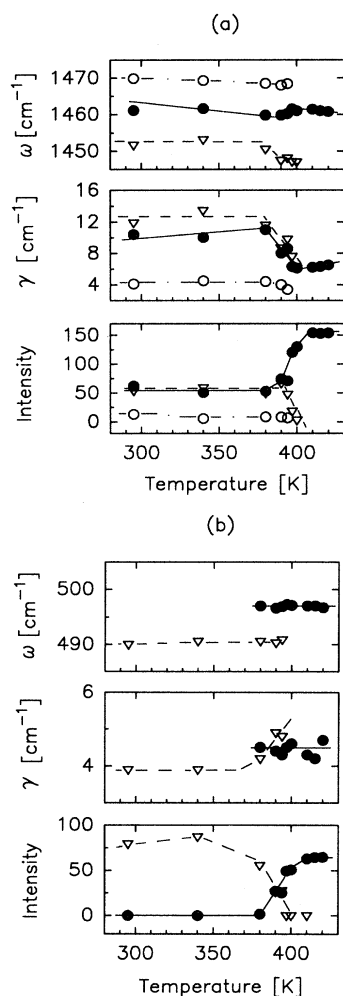 (a)
1470
1460
1450
ω [cm⁻¹]
16
12
8
4
γ [cm⁻¹]
150
100
50
0
Intensity
300 350 400
Temperature [K]
(b)
500
490
ω [cm⁻¹]
6
4
γ [cm⁻¹]
100
50
0
Intensity
300 350 400
Temperature [K]